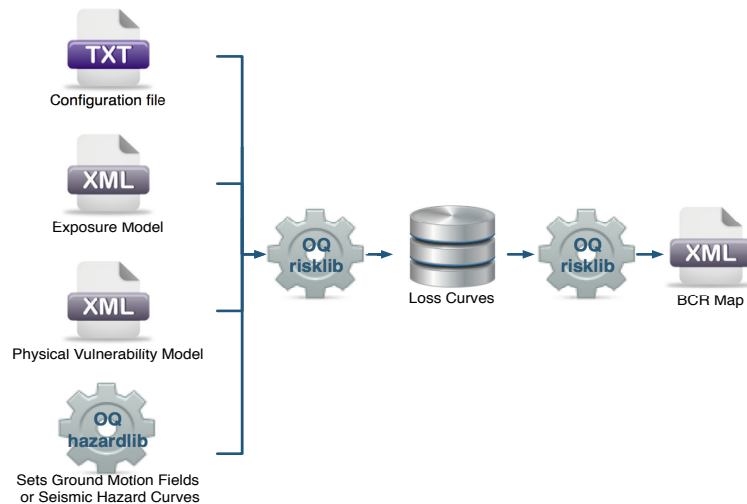 TXT
Configuration file
XML
Exposure Model
XML
Physical Vulnerability Model
OQ
hazardlib
Sets Ground Motion Fields
or Seismic Hazard Curves
OQ
risklib
Loss Curves
OQ
risklib
XML
BCR Map